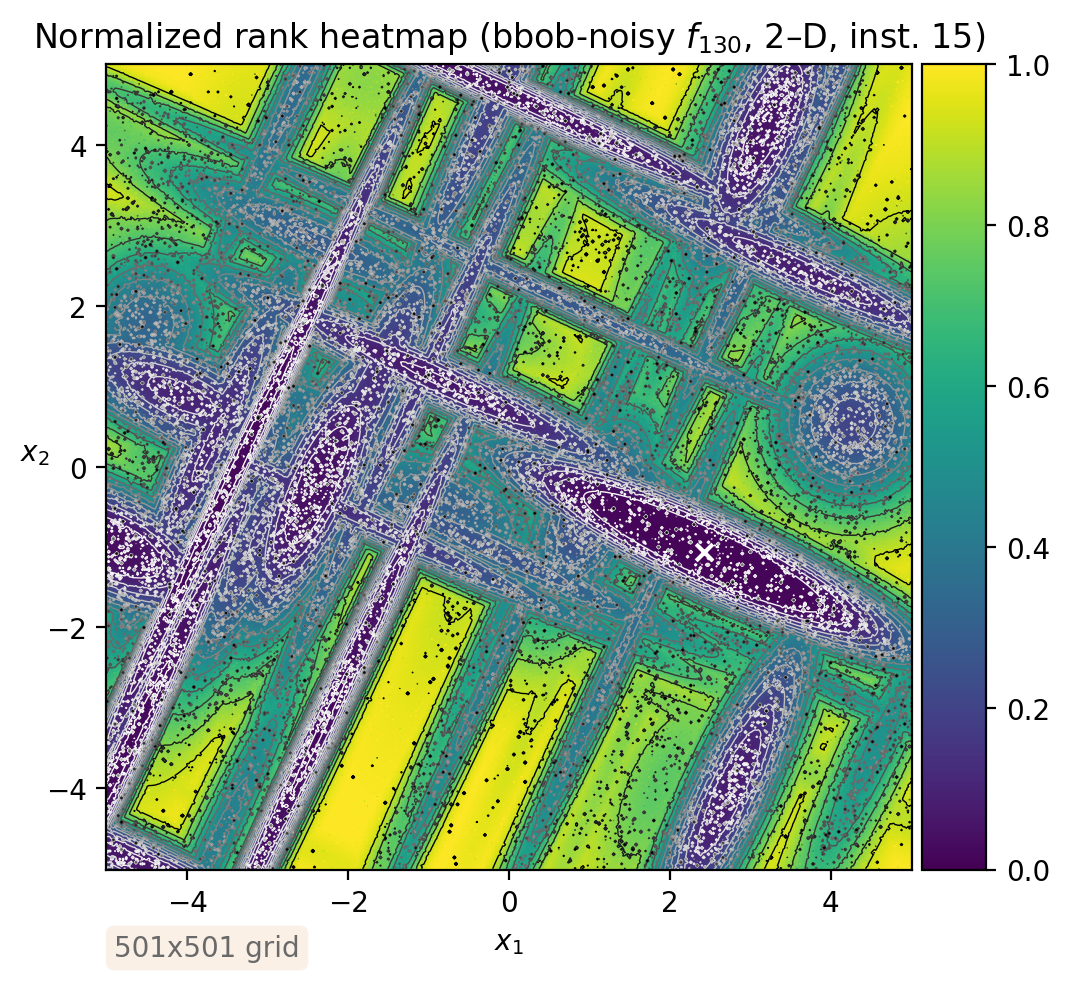 Normalized rank heatmap (bbob-noisy f130, 2–D, inst. 15)
1.0
0.8
0.6
0.4
0.2
0.0
4
2
0
−2
−4
x2
−4 −2 0 2 4
x1
501x501 grid